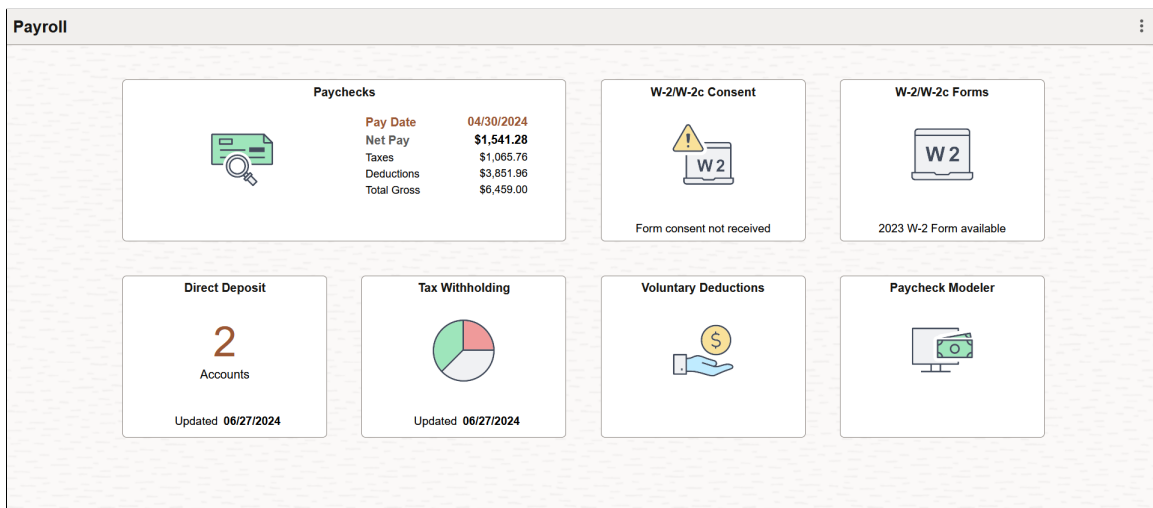 Payroll
Paychecks
Pay Date 04/30/2024
Net Pay $1,541.28
Taxes $1,065.76
Deductions $3,851.96
Total Gross $6,459.00
W-2/W-2c Consent
W 2
Form consent not received
W-2/W-2c Forms
W 2
2023 W-2 Form available
Direct Deposit
2
Accounts
Updated 06/27/2024
Tax Withholding
Updated 06/27/2024
Voluntary Deductions
$
Paycheck Modeler